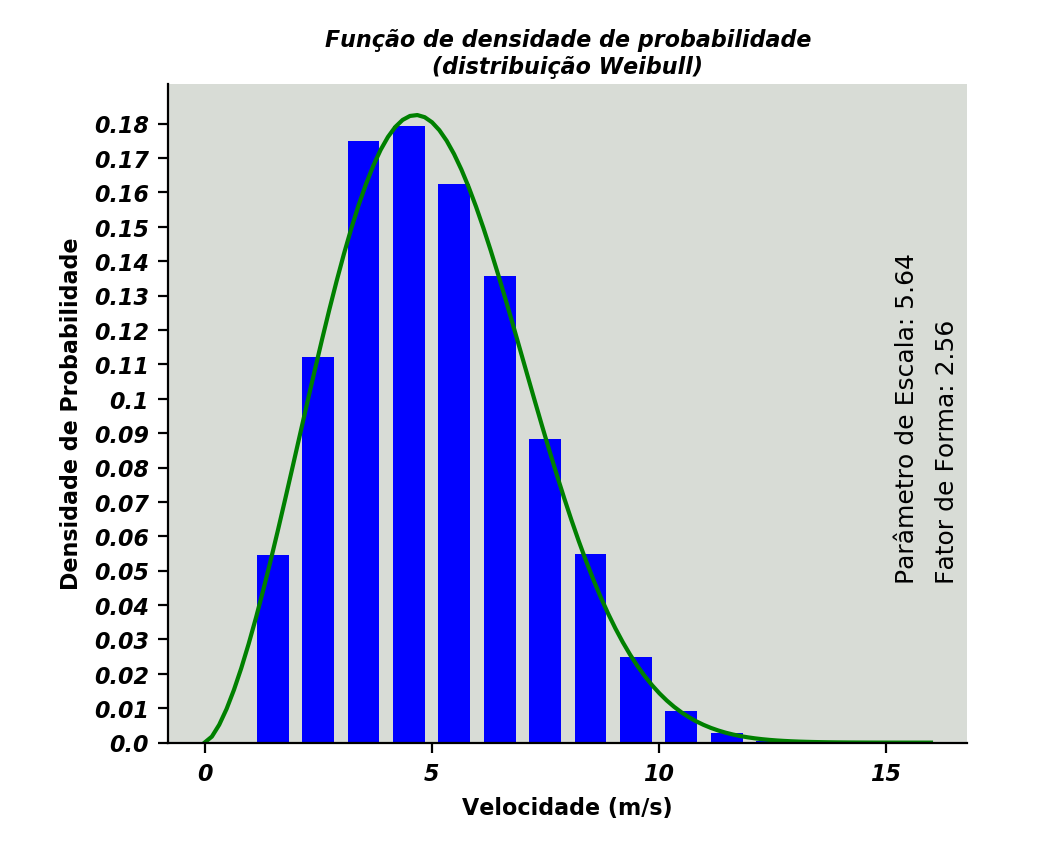 Função de densidade de probabilidade
(distribuição Weibull)
Densidade de Probabilidade
0.18
0.17
0.16
0.15
0.14
0.13
0.12
0.11
0.1
0.09
0.08
0.07
0.06
0.05
0.04
0.03
0.02
0.01
0.0
0 5 10 15
Velocidade (m/s)
Parâmetro de Escala: 5.64
Fator de Forma: 2.56